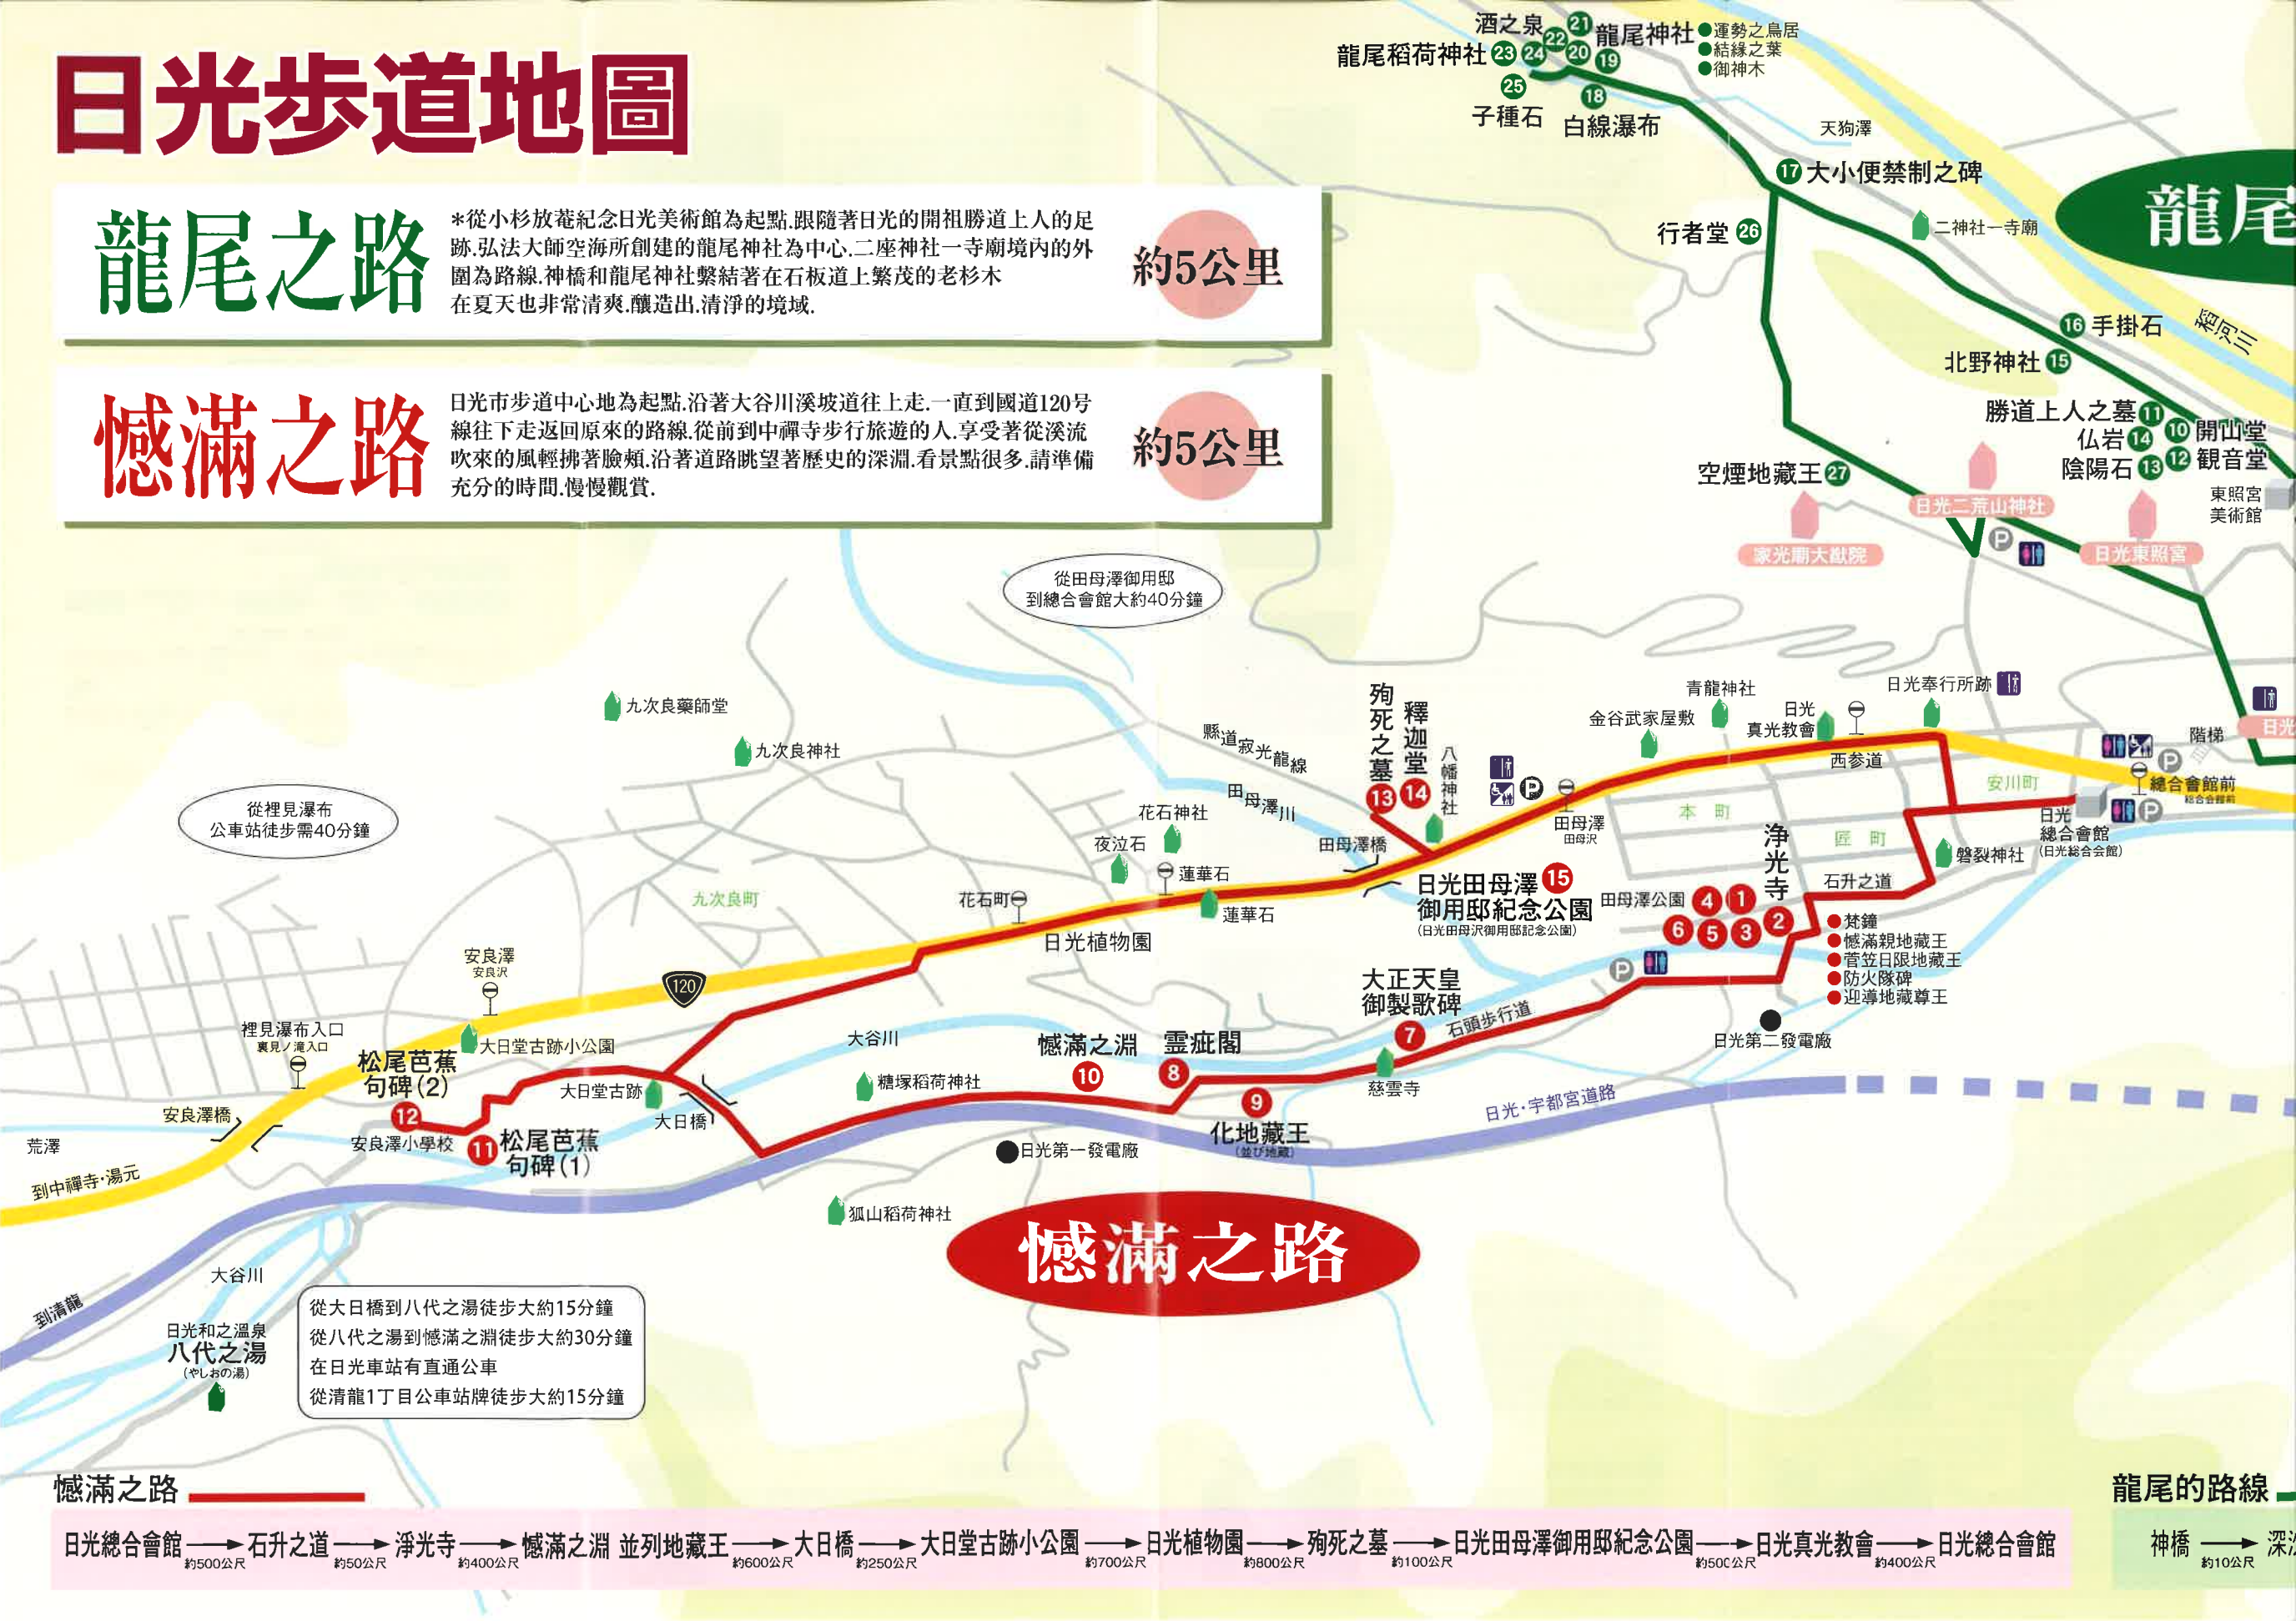 日光歩道地圖
龍尾之路
*從小杉放菴紀念日光美術館為起點.跟隨著日光的開祖勝道上人的足
跡.弘法大師空海所創建的龍尾神社為中心.二座神社一寺廟境內的外
圍為路線.神橋和龍尾神社繫結著在石板道上繁茂的老杉木
在夏天也非常清爽.釀造出.清淨的境域.
約5公里
憾滿之路
日光市步道中心地為起點.沿著大谷川溪坡道往上走.一直到國道120号
線往下走返回原來的路線.從前到中禪寺步行旅遊的人.享受著從溪流
吹來的風輕拂著臉頰.沿著道路眺望著歷史的深淵.看景點很多.請準備
充分的時間.慢慢觀賞.
約5公里
酒之泉
21
22
龍尾神社
●運勢之鳥居
●結緣之葉
●御神木
龍尾稻荷神社
23
24
20
19
25
子種石
18
白線瀑布
天狗澤
17
大小便禁制之碑
行者堂
26
二神社一寺廟
龍尾
16
手掛石
稻河川
北野神社
15
勝道上人之墓
11
仏岩
14
10
開山堂
陰陽石
13
12
観音堂
空煙地蔵王
27
東照宮
美術館
日光二荒山神社
家光廟大猷院
P
日光東照宮
從田母澤御用邸
到總合會館大約40分鐘
九次良藥師堂
九次良神社
縣道寂光龍線
田母澤川
殉死之墓
13
釋迦堂
14
八幡神社
P
田母澤
田母沢
金谷武家屋敷
青龍神社
日光
真光教會
日光奉行所跡
日光
西参道
階梯
P
總合會館前
総合会館前
安川町
本 町
匠 町
日光
總合會館
(日光総合会館)
P
磐裂神社
浄光寺
石升之道
從裡見瀑布
公車站徒步需40分鐘
花石神社
夜泣石
蓮華石
蓮華石
田母澤橋
花石町
九次良町
日光植物園
日光田母澤
御用邸紀念公園
15
(日光田母沢御用邸記念公園)
田母澤公園
4
1
6
5
3
2
●梵鐘
●憾滿親地蔵王
●菅笠日限地蔵王
●防火隊碑
●迎導地蔵尊王
P
日光第二發電廠
大正天皇
御製歌碑
7
石頭步行道
慈雲寺
安良澤
安良沢
120
大日堂古跡小公園
裡見瀑布入口
裏見ノ滝入口
松尾芭蕉
句碑(2)
12
大谷川
憾滿之淵
10
霊庇閣
8
9
化地蔵王
(並び地蔵)
大日堂古跡
糖塚稻荷神社
大日橋
日光·宇都宮道路
安良澤橋
安良澤小學校
11
松尾芭蕉
句碑(1)
荒澤
到中禪寺·湯元
日光第一發電廠
狐山稻荷神社
憾滿之路
大谷川
到清龍
日光和之溫泉
八代之湯
(やしおの湯)
從大日橋到八代之湯徒步大約15分鐘
從八代之湯到憾滿之淵徒步大約30分鐘
在日光車站有直通公車
從清龍1丁目公車站牌徒步大約15分鐘
憾滿之路
日光總合會館→約500公尺 石升之道→約50公尺 淨光寺→約400公尺 憾滿之淵 並列地藏王→約600公尺 大日橋→約250公尺 大日堂古跡小公園→約700公尺 日光植物園→約800公尺 殉死之墓→約100公尺 日光田母澤御用邸紀念公園→約500公尺 日光真光教會→約400公尺 日光總合會館
龍尾的路線
神橋→約10公尺 深